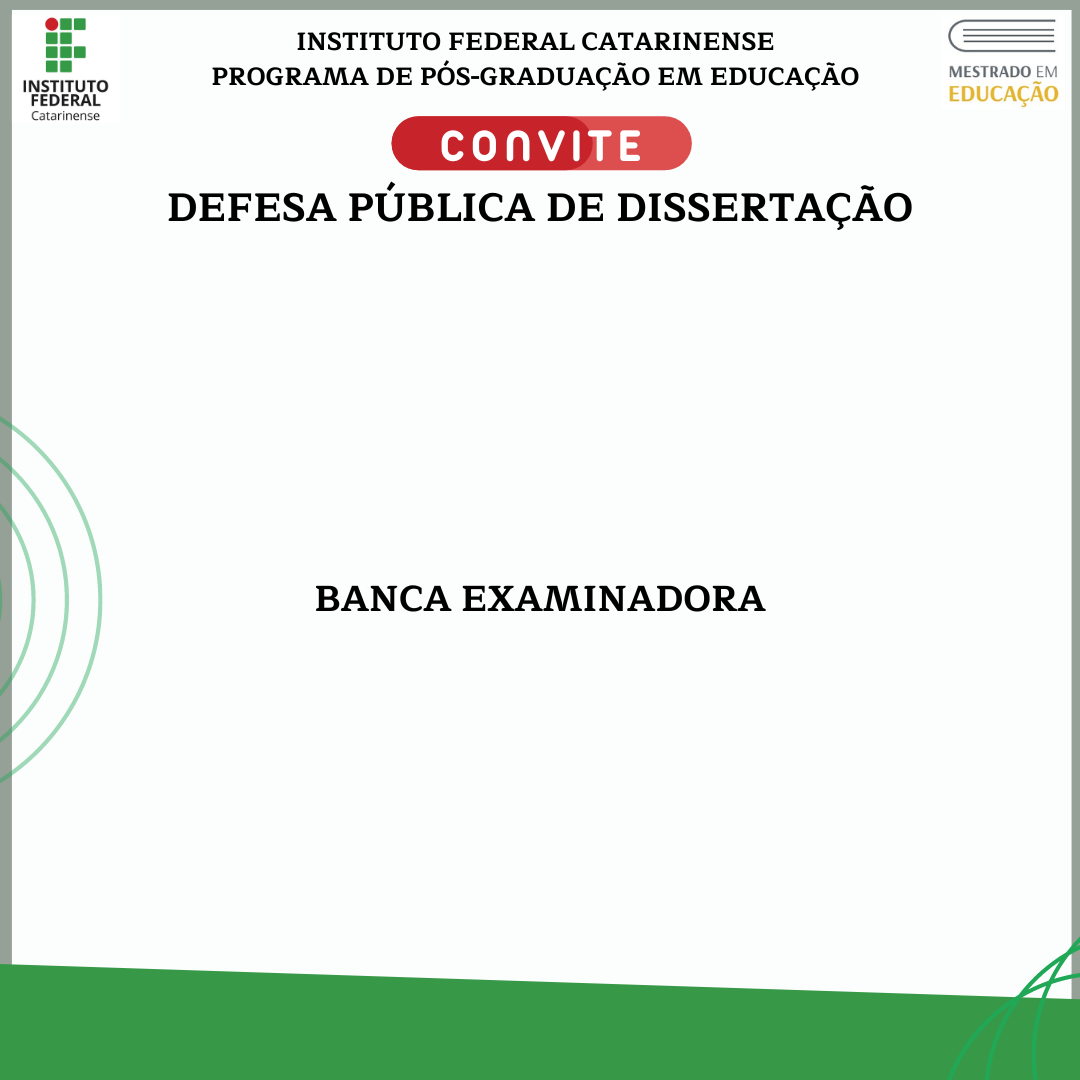 INSTITUTO FEDERAL CATARINENSE
PROGRAMA DE PÓS-GRADUAÇÃO EM EDUCAÇÃO
INSTITUTO
FEDERAL
Catarinense
MESTRADO EM
EDUCAÇÃO
CONVITE
DEFESA PÚBLICA DE DISSERTAÇÃO
BANCA EXAMINADORA